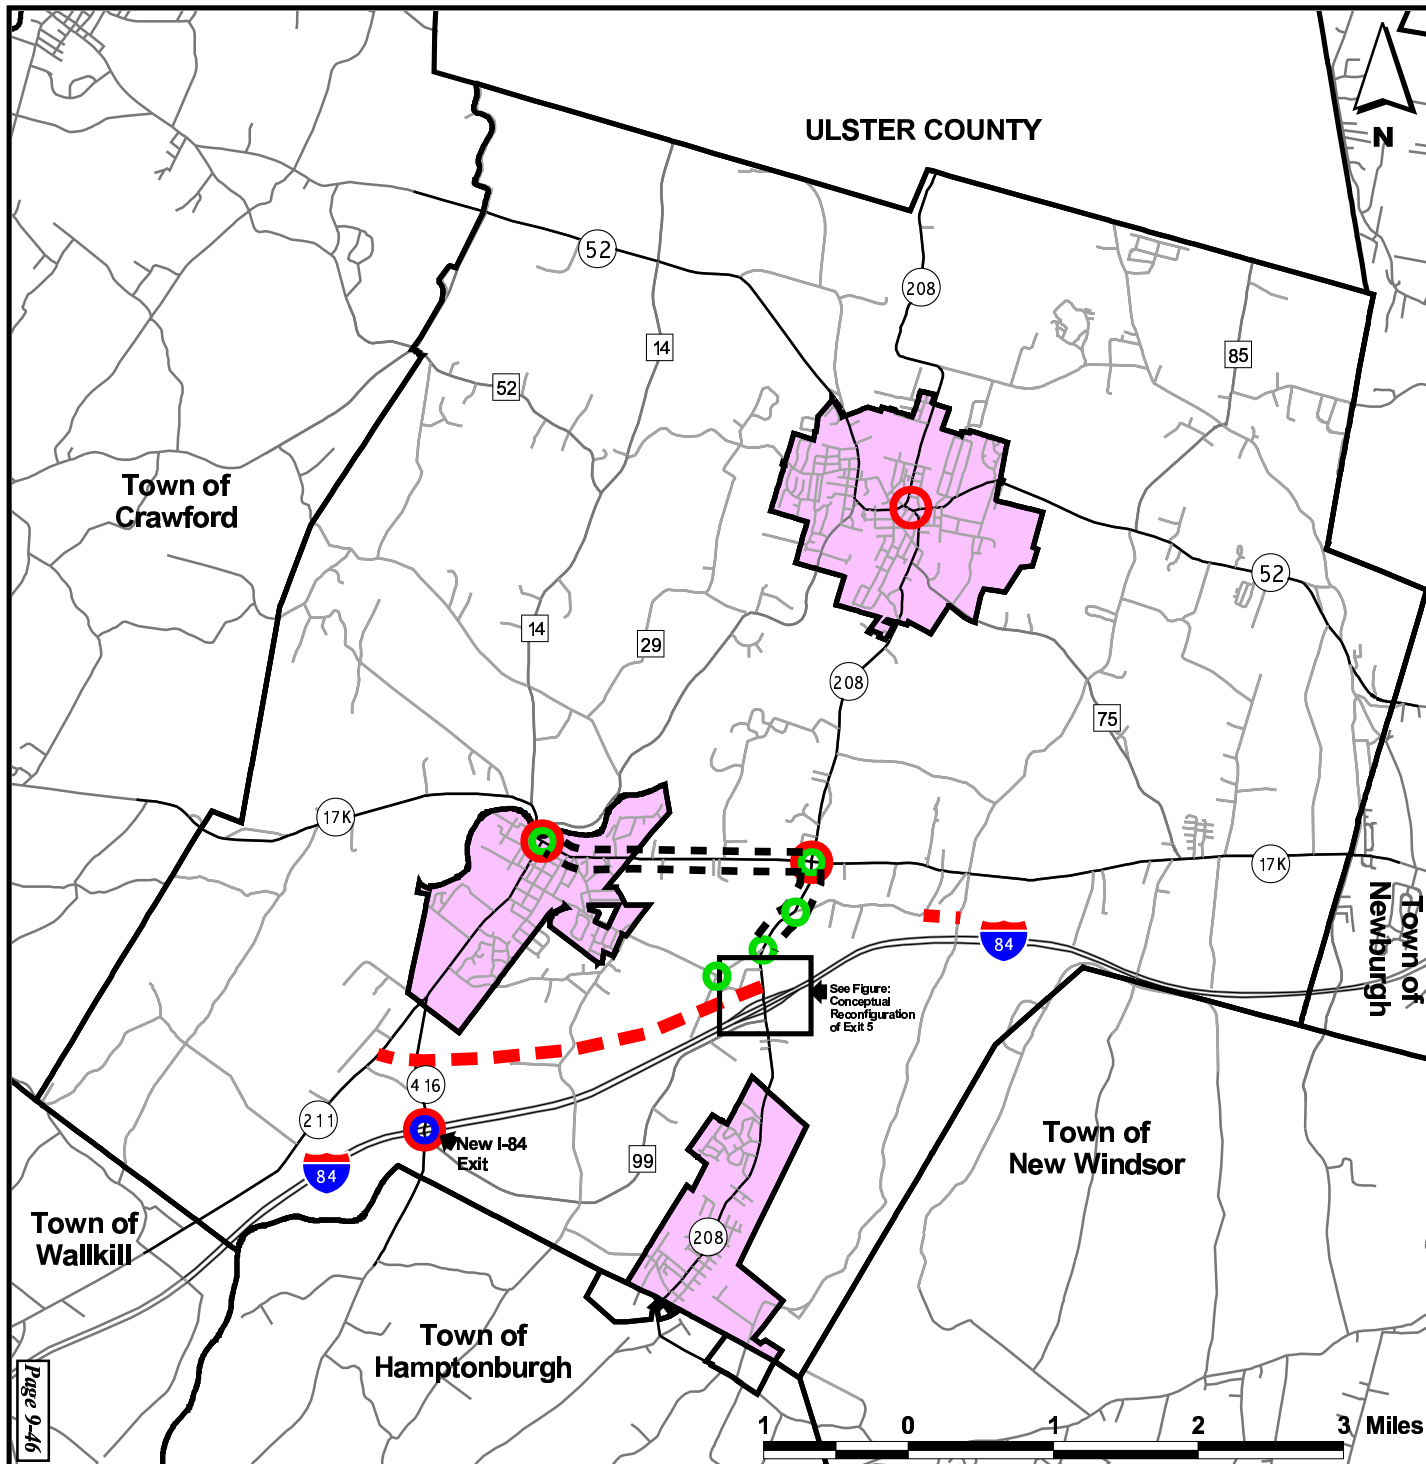 ULSTER COUNTY
N
52
208
14
85
52
Town of
Crawford
52
14
29
208
75
17K
17K
Town of
Newburgh
84
See Figure:
Conceptual
Reconfiguration
of Exit 5
416
211
New I-84
Exit
84
99
Town of
New Windsor
Town of
Wallkill
208
Town of
Hamptonburgh
Page 9-46
1 0 1 2 3 Miles